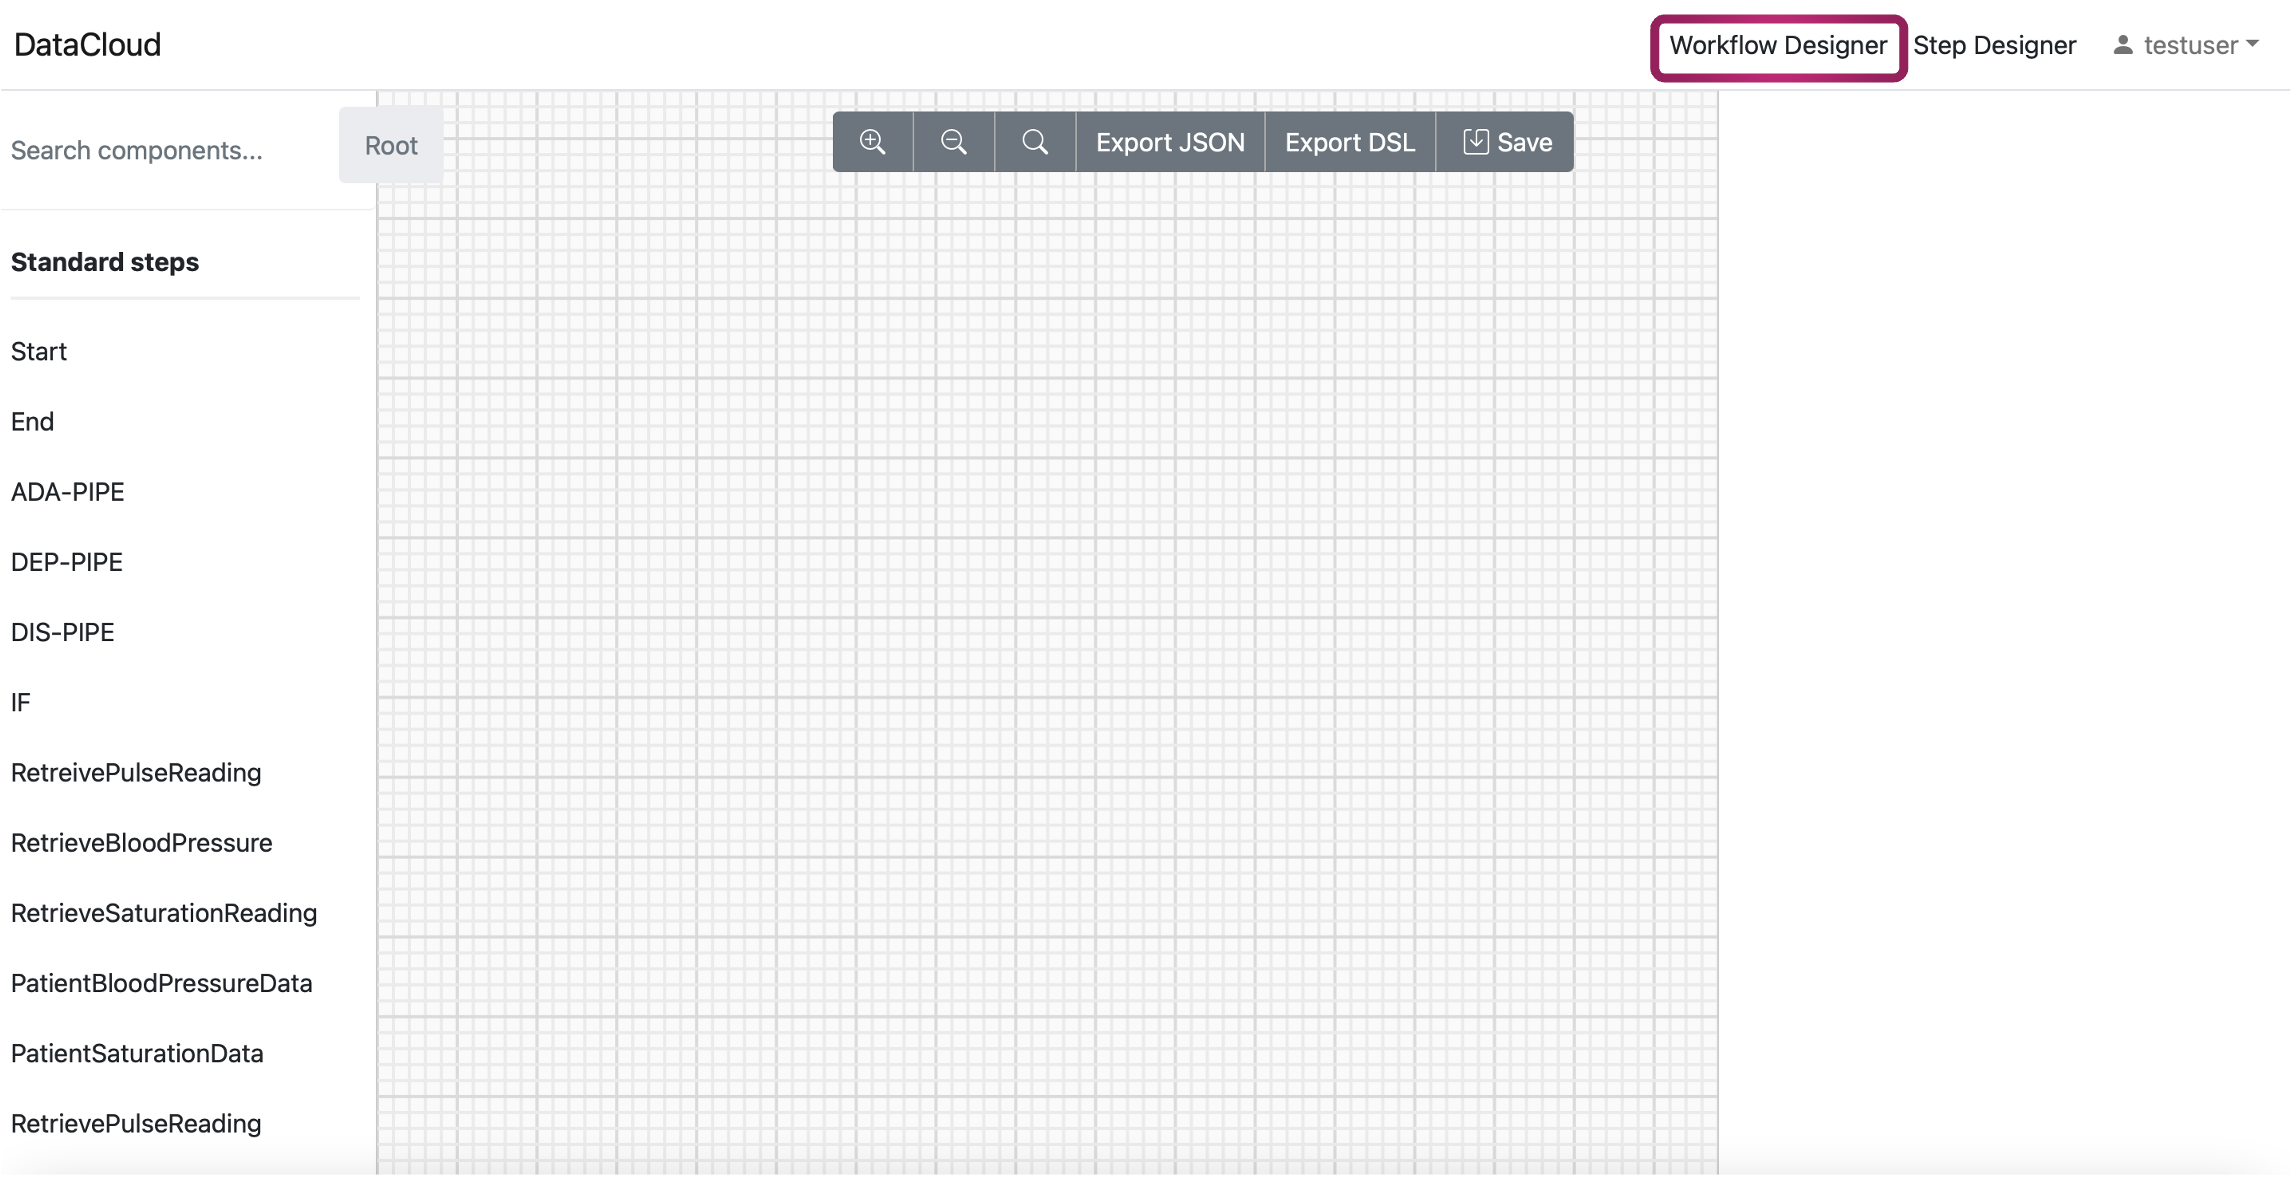 DataCloud
Workflow Designer Step Designer testuser
Search components...
Root
Export JSON Export DSL Save
Standard steps
Start
End
ADA-PIPE
DEP-PIPE
DIS-PIPE
IF
RetreivePulseReading
RetrieveBloodPressure
RetrieveSaturationReading
PatientBloodPressureData
PatientSaturationData
RetrievePulseReading